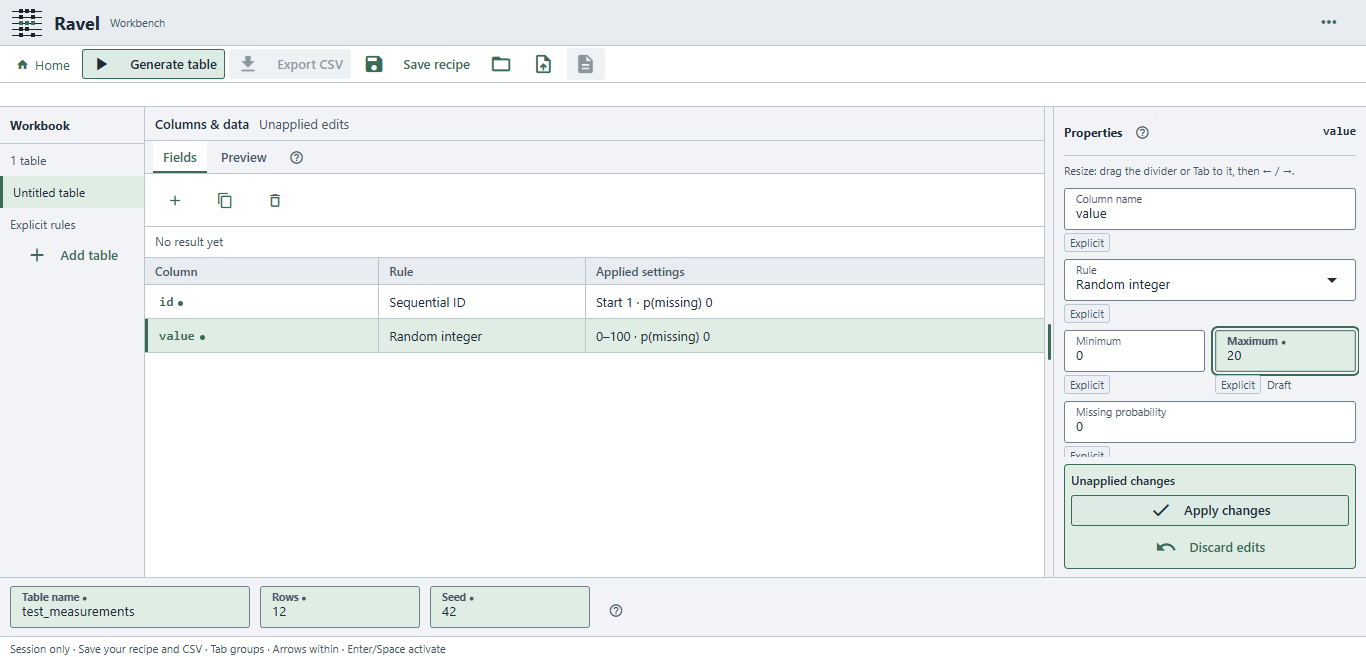 Ravel Workbench
Home Generate table Export CSV Save recipe
Workbook
1 table
Untitled table
Explicit rules
Add table
Columns & data Unapplied edits
Fields Preview
No result yet
Column Rule Applied settings
id • Sequential ID Start 1 · p(missing) 0
value • Random integer 0–100 · p(missing) 0
Properties value
Resize: drag the divider or Tab to it, then ← / →.
Column name
value
Explicit
Rule
Random integer
Explicit
Minimum
0
Explicit
Maximum •
20
Explicit Draft
Missing probability
0
Explicit
Unapplied changes
Apply changes
Discard edits
Table name •
test_measurements
Rows •
12
Seed •
42
Session only · Save your recipe and CSV · Tab groups · Arrows within · Enter/Space activate